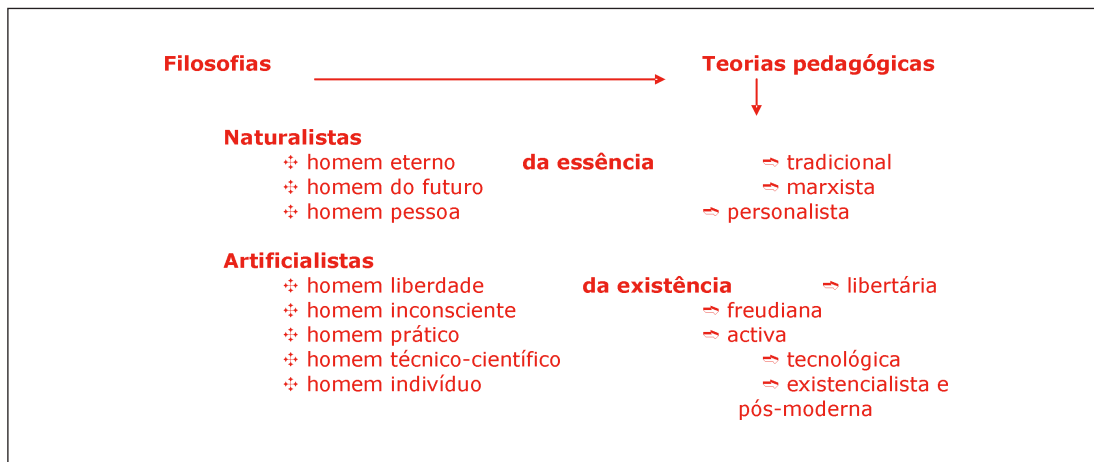 Filosofias Teorias pedagógicas
Naturalistas
homem eterno da essência tradicional
homem do futuro marxista
homem pessoa personalista
Artificialistas
homem liberdade da existência libertária
homem inconsciente freudiana
homem prático activa
homem técnico-científico tecnológica
homem indivíduo existencialista e
pós-moderna